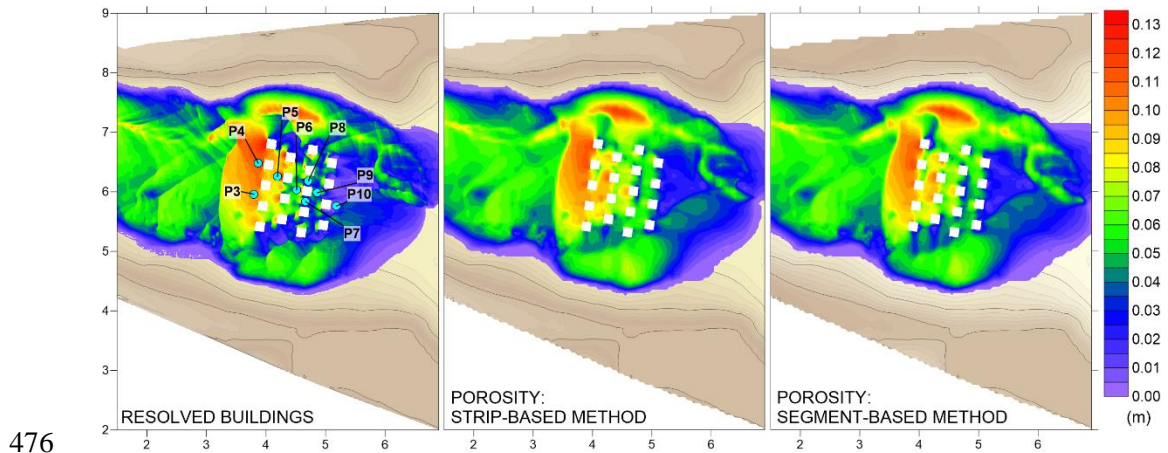 9
8
7
6
5
4
3
2
P5
P6
P4
P8
P9
P3
P10
P7
RESOLVED BUILDINGS
POROSITY:
STRIP-BASED METHOD
POROSITY:
SEGMENT-BASED METHOD
2 3 4 5 6
2 3 4 5 6
2 3 4 5 6
0.13
0.12
0.11
0.10
0.09
0.08
0.07
0.06
0.05
0.04
0.03
0.02
0.01
0.00
(m)
476